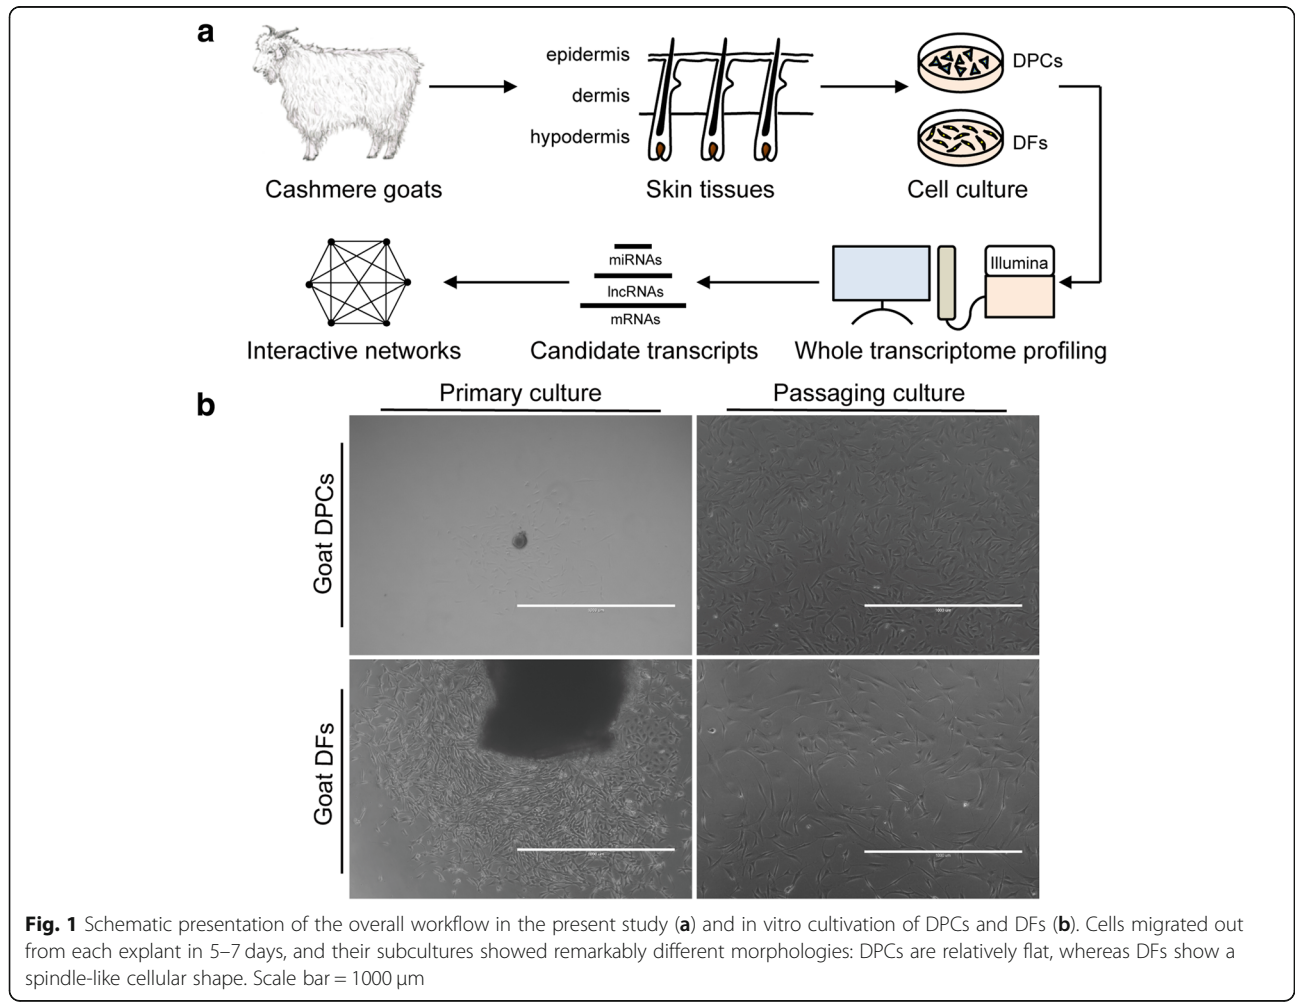 a
epidermis
dermis
hypodermis
DPCs
DFs
Cashmere goats
Skin tissues
Cell culture
miRNAs
lncRNAs
mRNAs
Illumina
Interactive networks
Candidate transcripts
Whole transcriptome profiling
b
Primary culture
Passaging culture
Goat DPCs
Goat DFs
Fig. 1 Schematic presentation of the overall workflow in the present study (a) and in vitro cultivation of DPCs and DFs (b). Cells migrated out
from each explant in 5–7 days, and their subcultures showed remarkably different morphologies: DPCs are relatively flat, whereas DFs show a
spindle-like cellular shape. Scale bar = 1000 μm